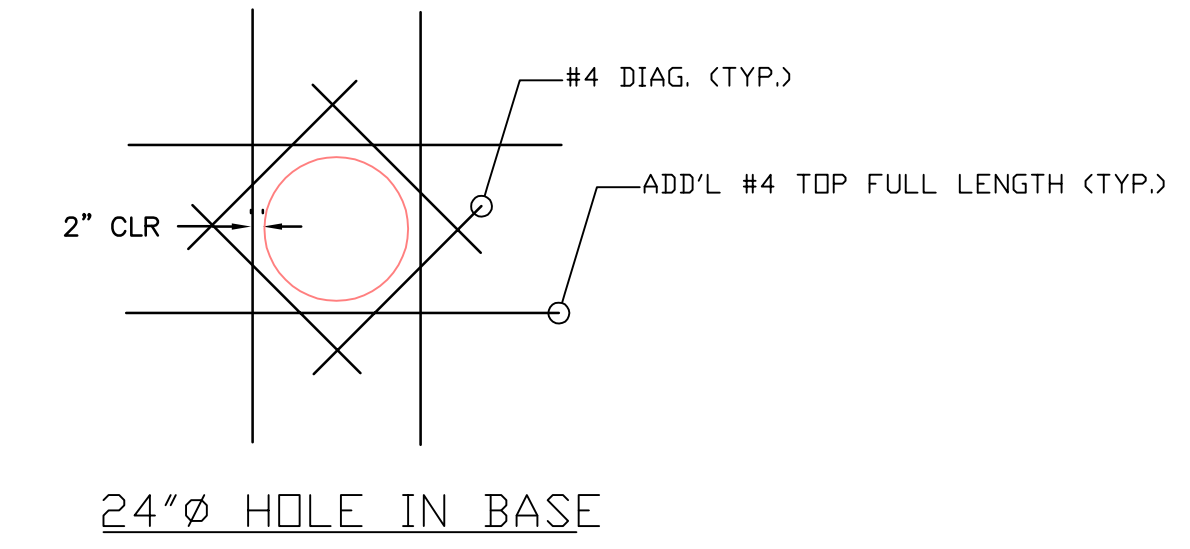 #4 DIAG. (TYP.)
ADD'L #4 TOP FULL LENGTH (TYP.)
2" CLR
24"Ø HOLE IN BASE